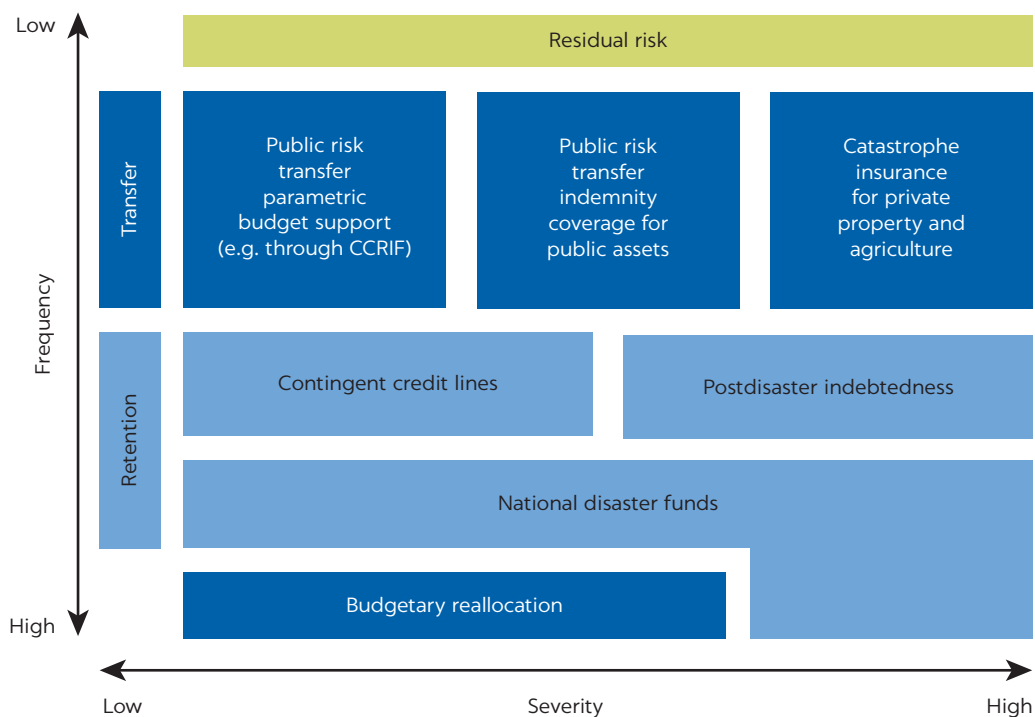 Low
Residual risk
Transfer
Public risk
transfer
parametric
budget support
(e.g. through CCRIF)
Public risk
transfer
indemnity
coverage for
public assets
Catastrophe
insurance
for private
property and
agriculture
Frequency
Retention
Contingent credit lines
Postdisaster indebtedness
National disaster funds
Budgetary reallocation
High
Low
Severity
High